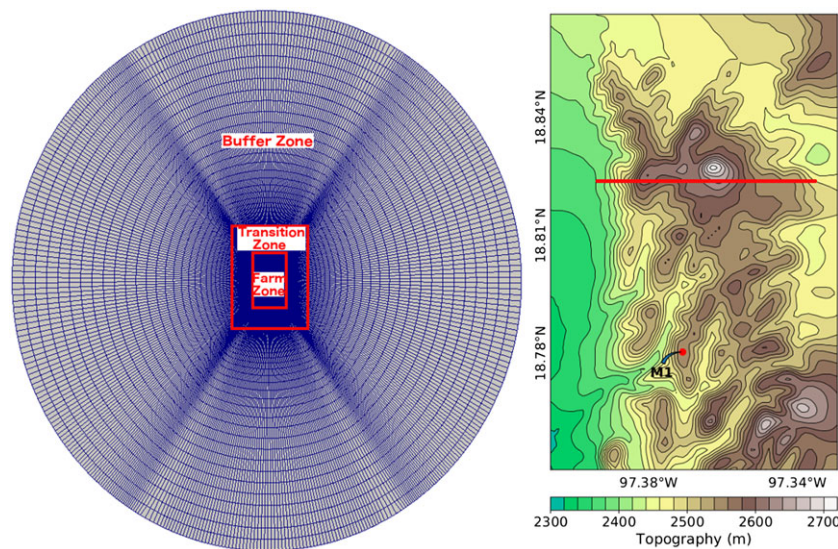 Buffer Zone
Transition
Zone
Farm
Zone
18.84°N
18.81°N
18.78°N
M1
97.38°W 97.34°W
2300 2400 2500 2600 2700
Topography (m)